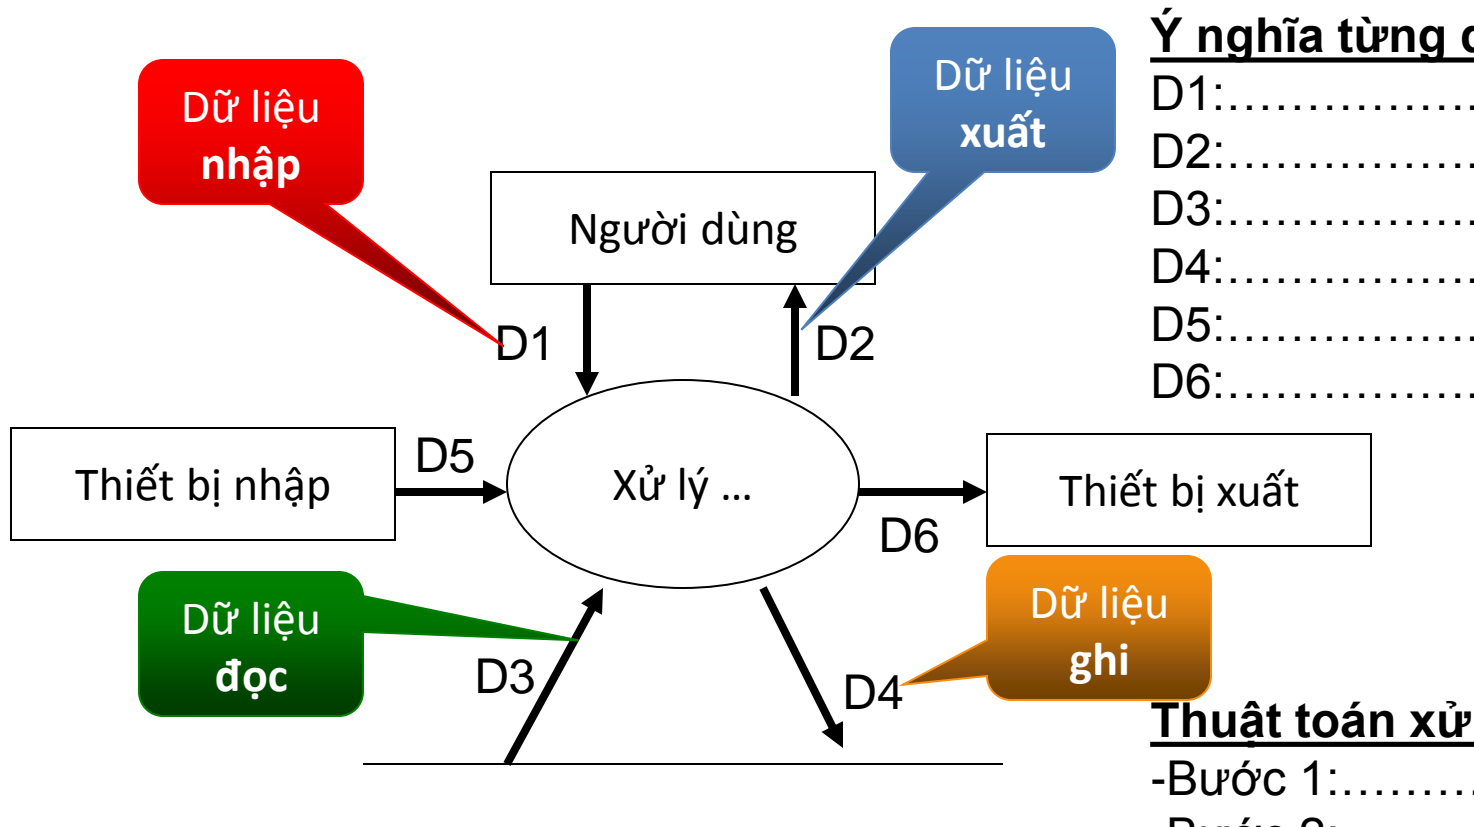 Ý nghĩa từng
D1:……………
D2:……………
D3:……………
D4:……………
D5:……………
D6:……………
Dữ liệu
nhập
Dữ liệu
xuất
Người dùng
D1
D2
Thiết bị nhập
D5
Xử lý ...
D6
Thiết bị xuất
Dữ liệu
đọc
D3
D4
Dữ liệu
ghi
Thuật toán xử
-Bước 1:………